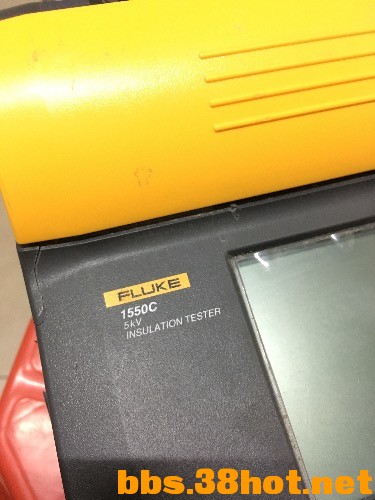 FLUKE
1550C
5kV
INSULATION TESTER
bbs.38hot.net